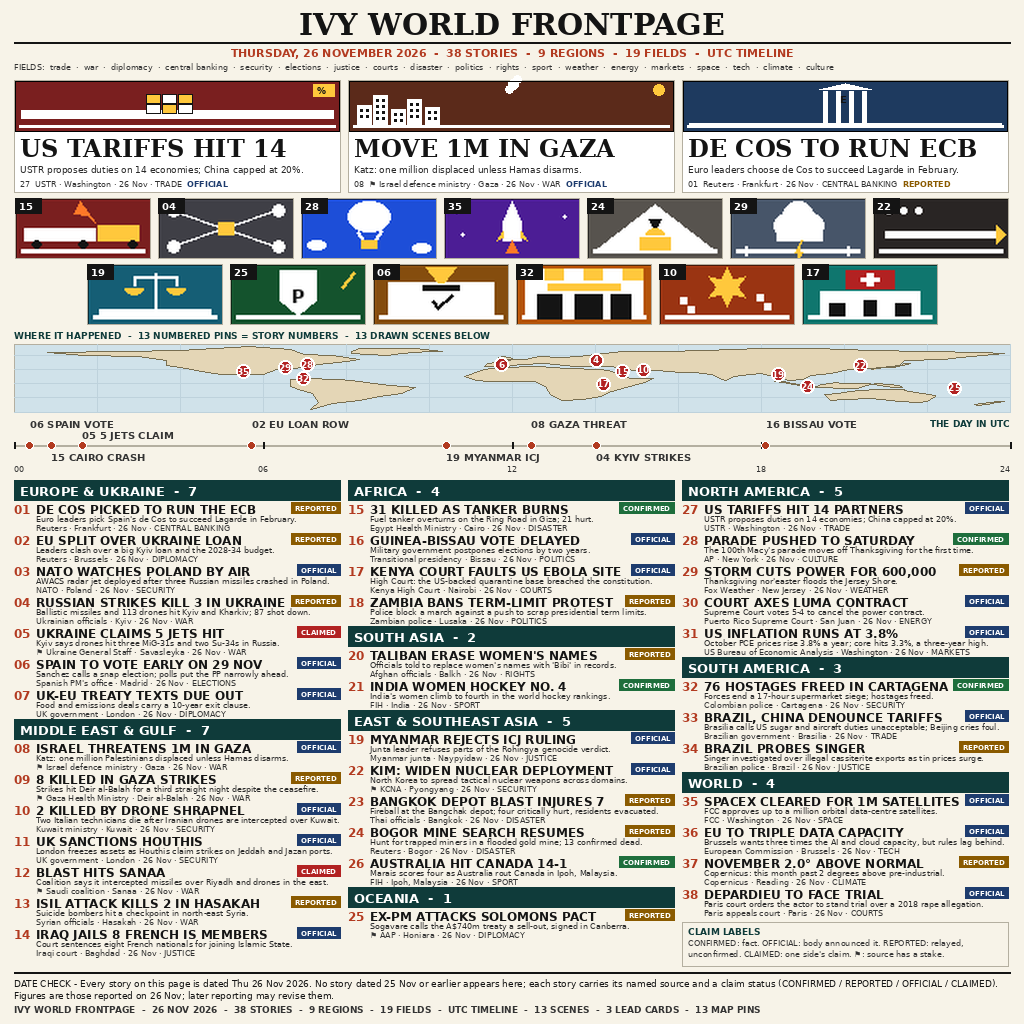 IVY WORLD FRONTPAGE
THURSDAY, 26 NOVEMBER 2026 - 38 STORIES - 9 REGIONS - 19 FIELDS - UTC TIMELINE
FIELDS: trade · war · diplomacy · central banking · security · elections · justice · courts · disaster · politics · rights · sport · weather · energy · markets · space · tech · climate · culture
%
US TARIFFS HIT 14
USTR proposes duties on 14 economies; China capped at 20%.
27 USTR · Washington · 26 Nov · TRADE OFFICIAL
MOVE 1M IN GAZA
Katz: one million displaced unless Hamas disarms.
08 ⚑ Israel defence ministry · Gaza · 26 Nov · WAR OFFICIAL
E
DE COS TO RUN ECB
Euro leaders choose de Cos to succeed Lagarde in February.
01 Reuters · Frankfurt · 26 Nov · CENTRAL BANKING REPORTED
15
04
28
35
24
29
22
19
25
P
06
32
10
17
WHERE IT HAPPENED - 13 NUMBERED PINS = STORY NUMBERS - 13 DRAWN SCENES BELOW
35 29 28 32 6 4 17 15 10 19 24 22 25
06 SPAIN VOTE
05 5 JETS CLAIM
02 EU LOAN ROW
08 GAZA THREAT
16 BISSAU VOTE
THE DAY IN UTC
15 CAIRO CRASH
19 MYANMAR ICJ
04 KYIV STRIKES
00 06 12 18 24
EUROPE & UKRAINE - 7
01 DE COS PICKED TO RUN THE ECB REPORTED
Euro leaders pick Spain's de Cos to succeed Lagarde in February.
Reuters · Frankfurt · 26 Nov · CENTRAL BANKING
02 EU SPLIT OVER UKRAINE LOAN REPORTED
Leaders clash over a big Kyiv loan and the 2028-34 budget.
Reuters · Brussels · 26 Nov · DIPLOMACY
03 NATO WATCHES POLAND BY AIR OFFICIAL
AWACS radar jet deployed after three Russian missiles crashed in Poland.
NATO · Poland · 26 Nov · SECURITY
04 RUSSIAN STRIKES KILL 3 IN UKRAINE REPORTED
Ballistic missiles and 113 drones hit Kyiv and Kharkiv; 87 shot down.
Ukrainian officials · Kyiv · 26 Nov · WAR
05 UKRAINE CLAIMS 5 JETS HIT CLAIMED
Kyiv says drones hit three MiG-31s and two Su-34s in Russia.
⚑ Ukraine General Staff · Savasleyka · 26 Nov · WAR
06 SPAIN TO VOTE EARLY ON 29 NOV OFFICIAL
Sanchez calls a snap election; polls put the PP narrowly ahead.
Spanish PM's office · Madrid · 26 Nov · ELECTIONS
07 UK-EU TREATY TEXTS DUE OUT OFFICIAL
Food and emissions deals carry a 10-year exit clause.
UK government · London · 26 Nov · DIPLOMACY
MIDDLE EAST & GULF - 7
08 ISRAEL THREATENS 1M IN GAZA OFFICIAL
Katz: one million Palestinians displaced unless Hamas disarms.
⚑ Israel defence ministry · Gaza · 26 Nov · WAR
09 8 KILLED IN GAZA STRIKES REPORTED
Strikes hit Deir al-Balah for a third straight night despite the ceasefire.
⚑ Gaza Health Ministry · Deir al-Balah · 26 Nov · WAR
10 2 KILLED BY DRONE SHRAPNEL OFFICIAL
Two Italian technicians die after Iranian drones are intercepted over Kuwait.
Kuwait ministry · Kuwait · 26 Nov · SECURITY
11 UK SANCTIONS HOUTHIS OFFICIAL
London freezes assets as Houthis claim strikes on Jeddah and Jazan ports.
UK government · London · 26 Nov · SECURITY
12 BLAST HITS SANAA CLAIMED
Coalition says it intercepted missiles over Riyadh and drones in the east.
⚑ Saudi coalition · Sanaa · 26 Nov · WAR
13 ISIL ATTACK KILLS 2 IN HASAKAH REPORTED
Suicide bombers hit a checkpoint in north-east Syria.
Syrian officials · Hasakah · 26 Nov · WAR
14 IRAQ JAILS 8 FRENCH IS MEMBERS OFFICIAL
Court sentences eight French nationals for joining Islamic State.
Iraqi court · Baghdad · 26 Nov · JUSTICE
AFRICA - 4
15 31 KILLED AS TANKER BURNS CONFIRMED
Fuel tanker overturns on the Ring Road in Giza; 21 hurt.
Egypt Health Ministry · Cairo · 26 Nov · DISASTER
16 GUINEA-BISSAU VOTE DELAYED OFFICIAL
Military government postpones elections by two years.
Transitional presidency · Bissau · 26 Nov · POLITICS
17 KENYA COURT FAULTS US EBOLA SITE OFFICIAL
High Court: the US-backed quarantine base breached the constitution.
Kenya High Court · Nairobi · 26 Nov · COURTS
18 ZAMBIA BANS TERM-LIMIT PROTEST REPORTED
Police block a march against a push to scrap presidential term limits.
Zambian police · Lusaka · 26 Nov · POLITICS
SOUTH ASIA - 2
20 TALIBAN ERASE WOMEN'S NAMES REPORTED
Officials told to replace women's names with 'Bibi' in records.
Afghan officials · Balkh · 26 Nov · RIGHTS
21 INDIA WOMEN HOCKEY NO. 4 CONFIRMED
India's women climb to fourth in the world hockey rankings.
FIH · India · 26 Nov · SPORT
EAST & SOUTHEAST ASIA - 5
19 MYANMAR REJECTS ICJ RULING OFFICIAL
Junta leader refuses parts of the Rohingya genocide verdict.
Myanmar junta · Naypyidaw · 26 Nov · JUSTICE
22 KIM: WIDEN NUCLEAR DEPLOYMENT OFFICIAL
North Korea to spread tactical nuclear weapons across domains.
⚑ KCNA · Pyongyang · 26 Nov · SECURITY
23 BANGKOK DEPOT BLAST INJURES 7 REPORTED
Fireball at the Bangchak depot; four critically hurt, residents evacuated.
Thai officials · Bangkok · 26 Nov · DISASTER
24 BOGOR MINE SEARCH RESUMES REPORTED
Hunt for trapped miners in a flooded gold mine; 13 confirmed dead.
Reuters · Bogor · 26 Nov · DISASTER
26 AUSTRALIA HIT CANADA 14-1 CONFIRMED
Marais scores four as Australia rout Canada in Ipoh, Malaysia.
FIH · Ipoh, Malaysia · 26 Nov · SPORT
OCEANIA - 1
25 EX-PM ATTACKS SOLOMONS PACT REPORTED
Sogavare calls the A$740m treaty a sell-out, signed in Canberra.
⚑ AAP · Honiara · 26 Nov · DIPLOMACY
NORTH AMERICA - 5
27 US TARIFFS HIT 14 PARTNERS OFFICIAL
USTR proposes duties on 14 economies; China capped at 20%.
USTR · Washington · 26 Nov · TRADE
28 PARADE PUSHED TO SATURDAY CONFIRMED
The 100th Macy's parade moves off Thanksgiving for the first time.
AP · New York · 26 Nov · CULTURE
29 STORM CUTS POWER FOR 600,000 REPORTED
Thanksgiving nor'easter floods the Jersey Shore.
Fox Weather · New Jersey · 26 Nov · WEATHER
30 COURT AXES LUMA CONTRACT OFFICIAL
Supreme Court votes 5-4 to cancel the power contract.
Puerto Rico Supreme Court · San Juan · 26 Nov · ENERGY
31 US INFLATION RUNS AT 3.8% OFFICIAL
October PCE prices rise 3.8% a year; core hits 3.3%, a three-year high.
US Bureau of Economic Analysis · Washington · 26 Nov · MARKETS
SOUTH AMERICA - 3
32 76 HOSTAGES FREED IN CARTAGENA CONFIRMED
Forces end a 17-hour supermarket siege; hostages freed.
Colombian police · Cartagena · 26 Nov · SECURITY
33 BRAZIL, CHINA DENOUNCE TARIFFS OFFICIAL
Brasilia calls US sugar and aircraft duties unacceptable; Beijing cries foul.
Brazilian government · Brasilia · 26 Nov · TRADE
34 BRAZIL PROBES SINGER REPORTED
Singer investigated over illegal cassiterite exports as tin prices surge.
Brazilian police · Brazil · 26 Nov · JUSTICE
WORLD - 4
35 SPACEX CLEARED FOR 1M SATELLITES OFFICIAL
FCC approves up to a million orbital data-centre satellites.
FCC · Washington · 26 Nov · SPACE
36 EU TO TRIPLE DATA CAPACITY OFFICIAL
Brussels wants three times the AI and cloud capacity, but rules lag behind.
European Commission · Brussels · 26 Nov · TECH
37 NOVEMBER 2.0° ABOVE NORMAL REPORTED
Copernicus: this month past 2 degrees above pre-industrial.
Copernicus · Reading · 26 Nov · CLIMATE
38 DEPARDIEU TO FACE TRIAL OFFICIAL
Paris court orders the actor to stand trial over a 2018 rape allegation.
Paris appeals court · Paris · 26 Nov · COURTS
CLAIM LABELS
CONFIRMED: fact. OFFICIAL: body announced it. REPORTED: relayed,
unconfirmed. CLAIMED: one side's claim. ⚑: source has a stake.
DATE CHECK - Every story on this page is dated Thu 26 Nov 2026. No story dated 25 Nov or earlier appears here; each story carries its named source and a claim status (CONFIRMED / REPORTED / OFFICIAL / CLAIMED).
Figures are those reported on 26 Nov; later reporting may revise them.
IVY WORLD FRONTPAGE - 26 NOV 2026 - 38 STORIES - 9 REGIONS - 19 FIELDS - UTC TIMELINE - 13 SCENES - 3 LEAD CARDS - 13 MAP PINS